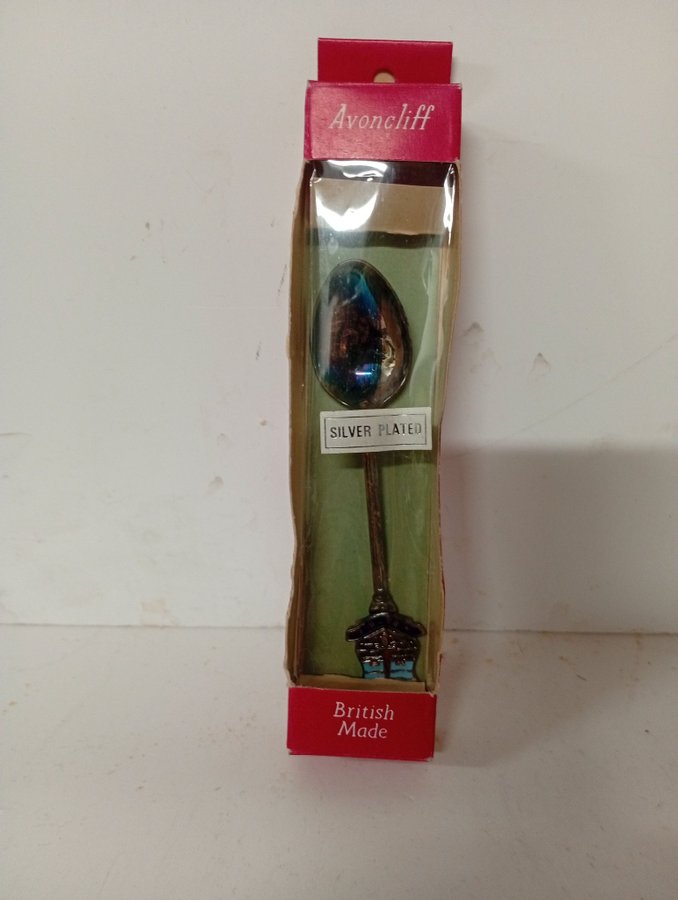 Avoncliff
SILVER PLATED
British
Made